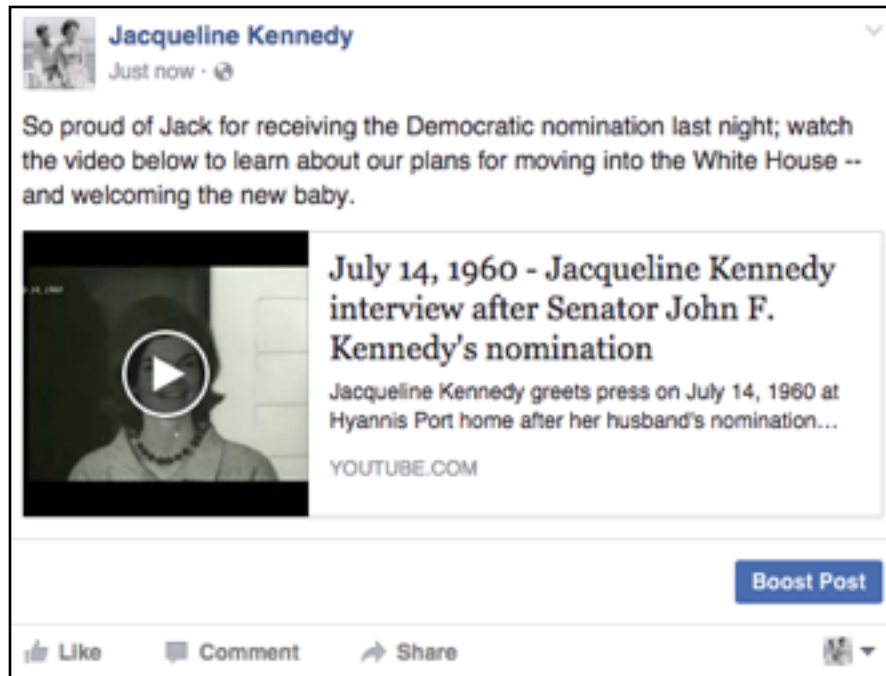 Jacqueline Kennedy
Just now ·
So proud of Jack for receiving the Democratic nomination last night; watch
the video below to learn about our plans for moving into the White House --
and welcoming the new baby.
July 14, 1960 - Jacqueline Kennedy
interview after Senator John F.
Kennedy's nomination
Jacqueline Kennedy greets press on July 14, 1960 at
Hyannis Port home after her husband's nomination...
YOUTUBE.COM
Boost Post
Like Comment Share